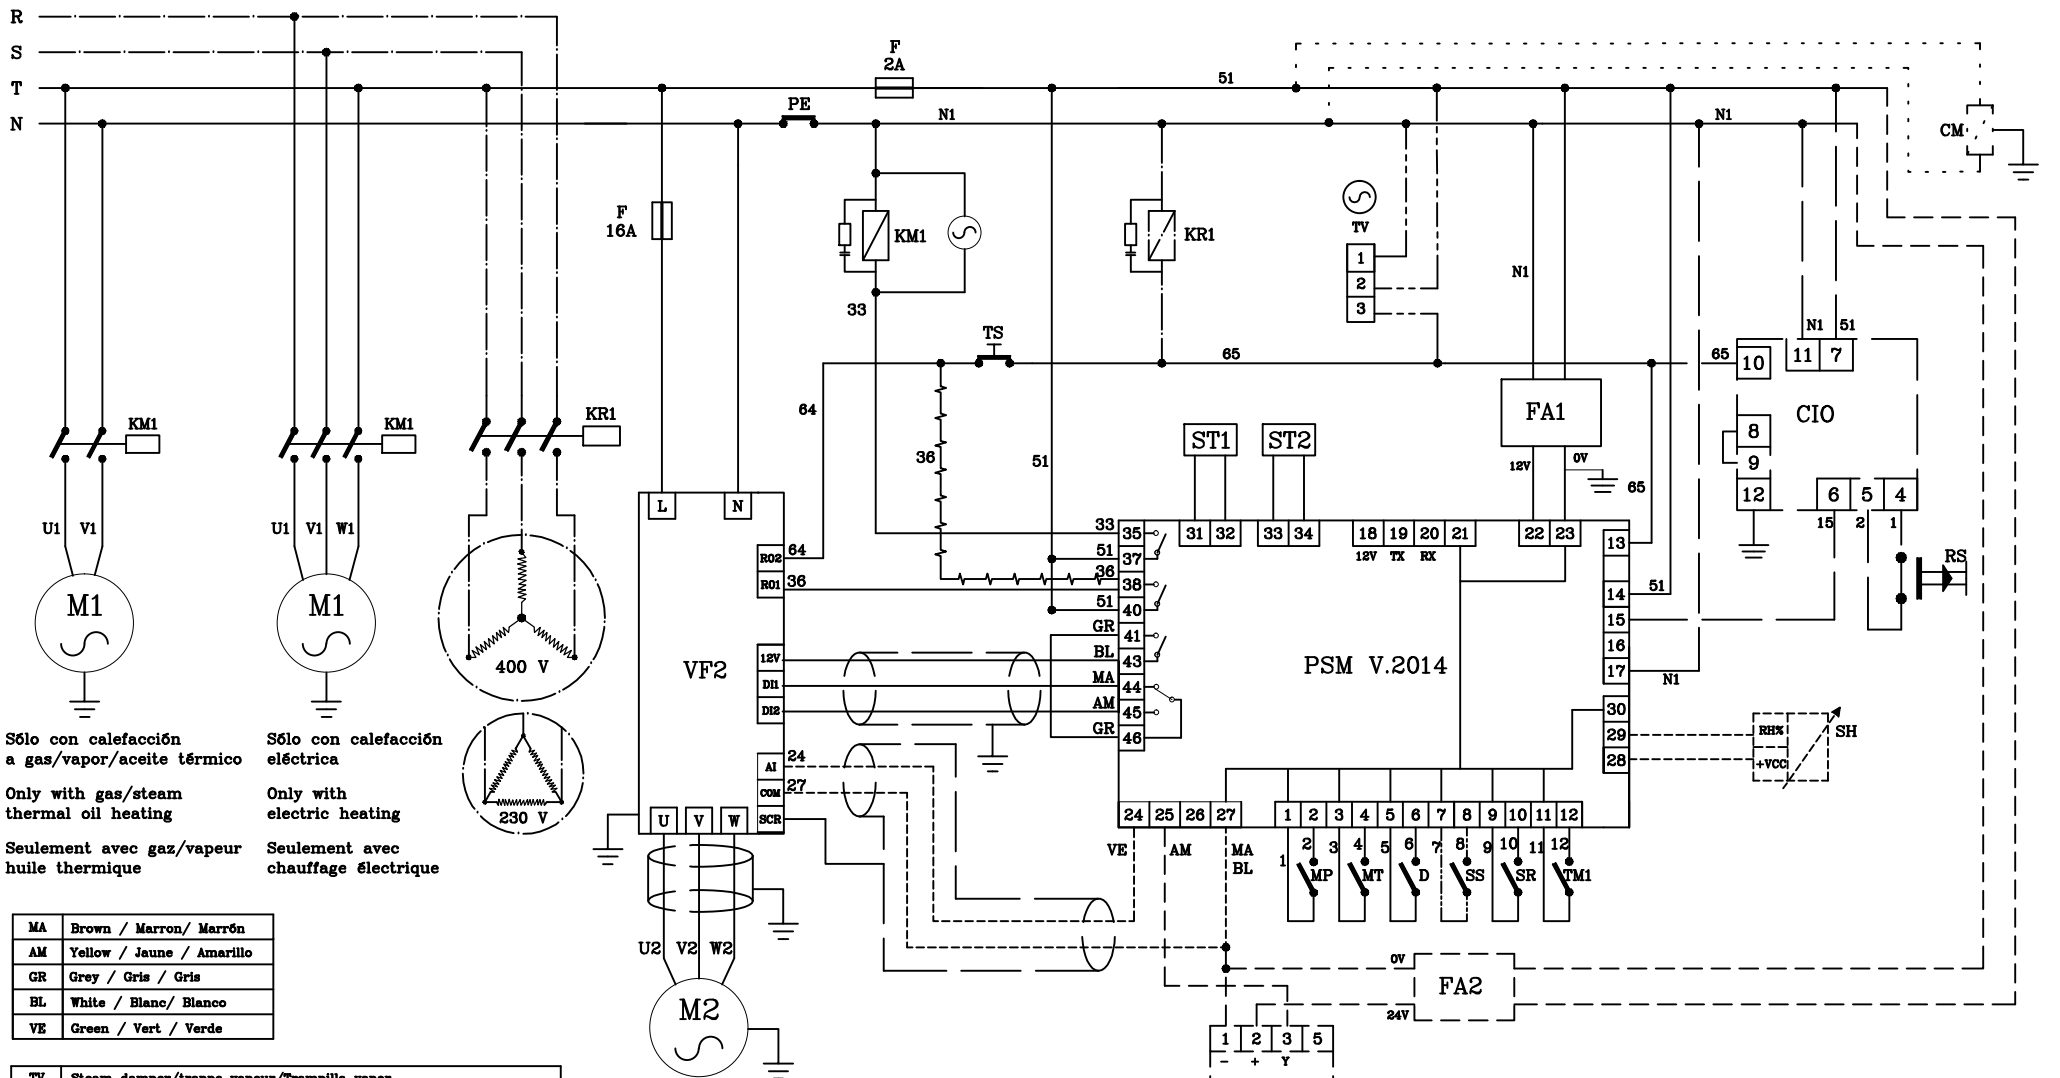 R
S
T
N
F
2A
51
PE
N1
N1
CM
F
16A
KM1
KR1
TV
1
2
3
N1
33
TS
65
N1
51
65
10
11
7
64
FA1
CIO
KM1
KM1
KR1
ST1
ST2
36
51
12V
0V
8
9
65
12
6
5
4
15
2
1
U1
V1
U1
V1
W1
L
N
33
35
31
32
33
34
18
19
20
21
22
23
13
12V
TX
RX
64
RO2
51
37
RS
36
RO1
36
38
51
14
M1
M1
51
40
15
GR
41
16
400 V
VF2
12V
BL
43
PSM V.2014
17
N1
DI1
MA
44
DI2
AM
45
30
GR
46
29
RH%
SH
28
+VCC
Sólo con calefacción
a gas/vapor/aceite térmico
Only with gas/steam
thermal oil heating
Seulement avec gaz/vapeur
huile thermique
Sólo con calefacción
eléctrica
Only with
electric heating
Seulement avec
chauffage électrique
230 V
AI
24
COM
27
SCR
U
V
W
24
25
26
27
1
2
3
4
5
6
7
8
9
10
11
12
VE
AM
MA
BL
1
2
3
4
5
6
7
8
9
10
11
12
MP
MT
D
SS
SR
TM1
U2
V2
W2
M2
MA Brown / Marron/ Marrón
AM Yellow / Jaune / Amarillo
GR Grey / Gris / Gris
BL White / Blanc/ Blanco
VE Green / Vert / Verde
0V
FA2
24V
1
2
3
5
-
+
Y
TV Steam damper/trappe vapeur/Trampilla vapor